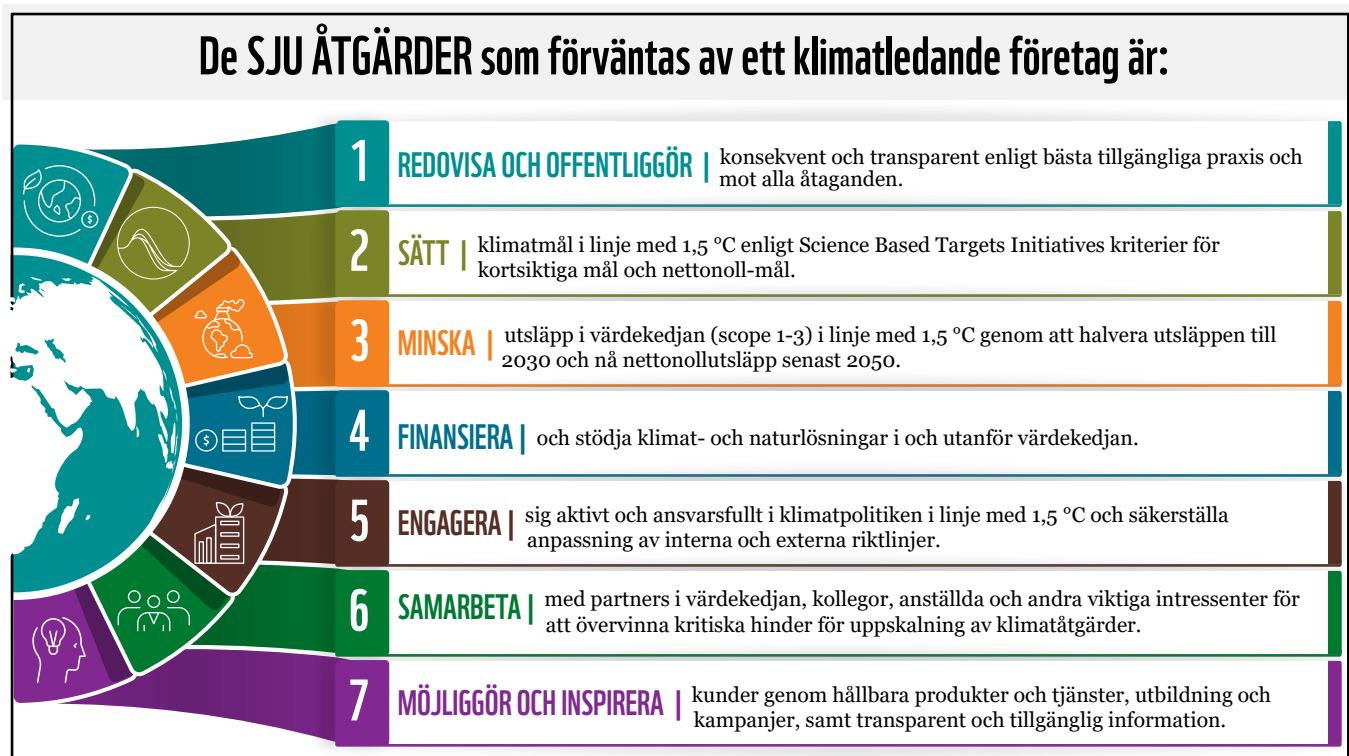 De SJU ÅTGÄRDER som förväntas av ett klimatledande företag är:
1 REDOVISA OCH OFFENTLIGGÖR | konsekvent och transparent enligt bästa tillgängliga praxis och
mot alla åtaganden.
2 SÄTT | klimatmål i linje med 1,5 °C enligt Science Based Targets Initiatives kriterier för
kortsiktiga mål och nettonoll-mål.
3 MINSKA | utsläpp i värdekedjan (scope 1-3) i linje med 1,5 °C genom att halvera utsläppen till
2030 och nå nettonollutsläpp senast 2050.
4 FINANSIERA | och stödja klimat- och naturlösningar i och utanför värdekedjan.
5 ENGAGERA | sig aktivt och ansvarsfullt i klimatpolitiken i linje med 1,5 °C och säkerställa
anpassning av interna och externa riktlinjer.
6 SAMARBETA | med partners i värdekedjan, kollegor, anställda och andra viktiga intressenter för
att övervinna kritiska hinder för uppskalning av klimatåtgärder.
7 MÖJLIGGÖR OCH INSPIRERA | kunder genom hållbara produkter och tjänster, utbildning och
kampanjer, samt transparent och tillgänglig information.